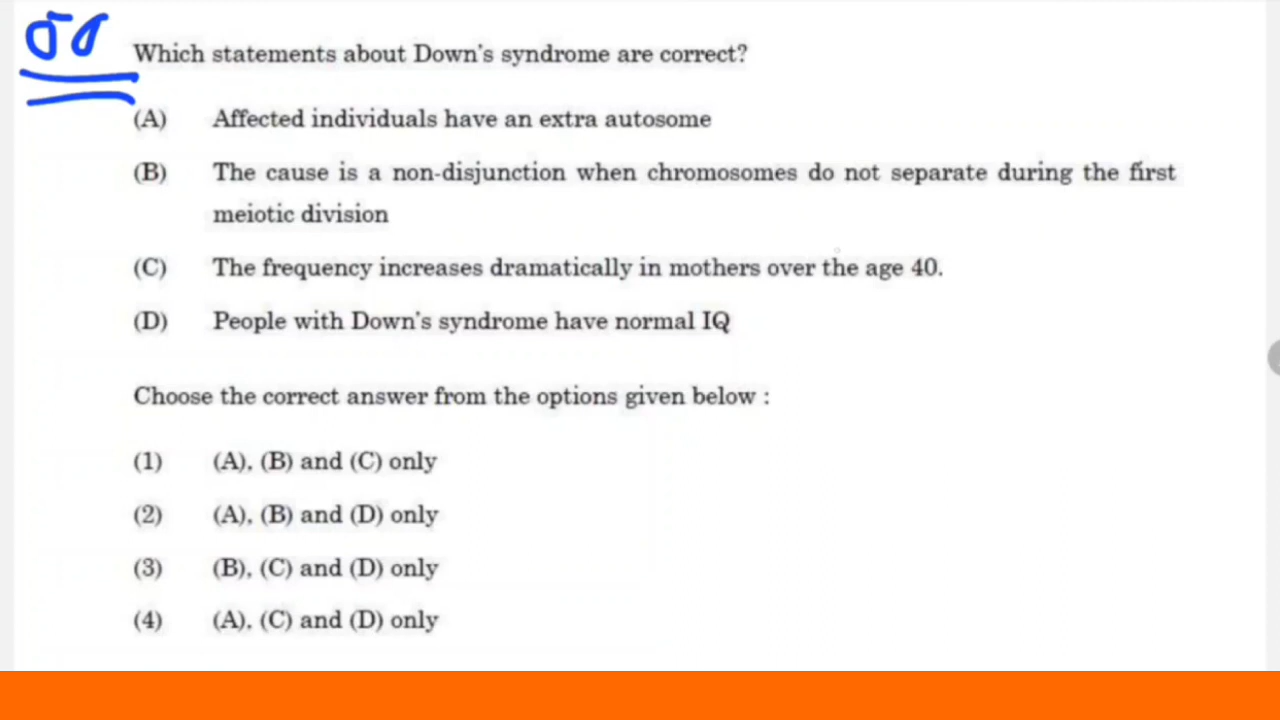 Which statements about Down's syndrome are correct?
(A) Affected individuals have an extra autosome
(B) The cause is a non-disjunction when chromosomes do not separate during the first
meiotic division
(C) The frequency increases dramatically in mothers over the age 40.
(D) People with Down's syndrome have normal IQ
Choose the correct answer from the options given below :
(1) (A), (B) and (C) only
(2) (A), (B) and (D) only
(3) (B), (C) and (D) only
(4) (A), (C) and (D) only